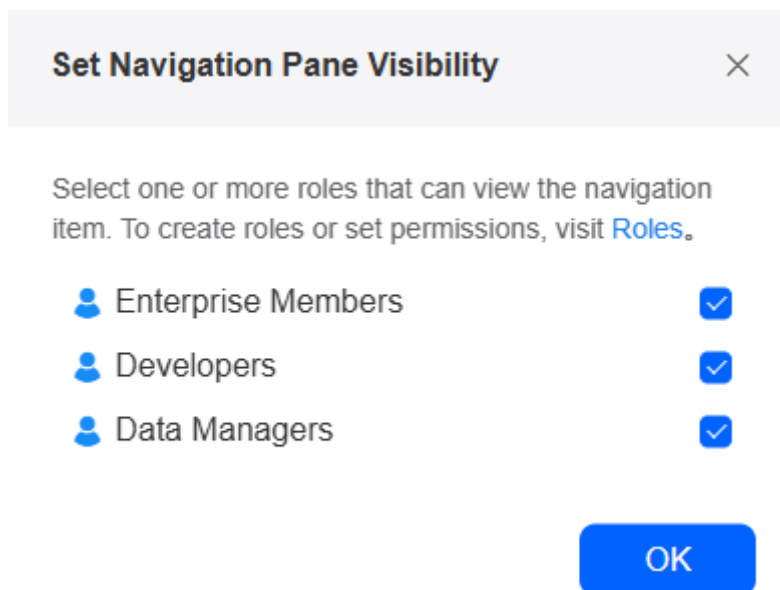 Set Navigation Pane Visibility
Select one or more roles that can view the navigation
item. To create roles or set permissions, visit Roles。
Enterprise Members
Developers
Data Managers
OK